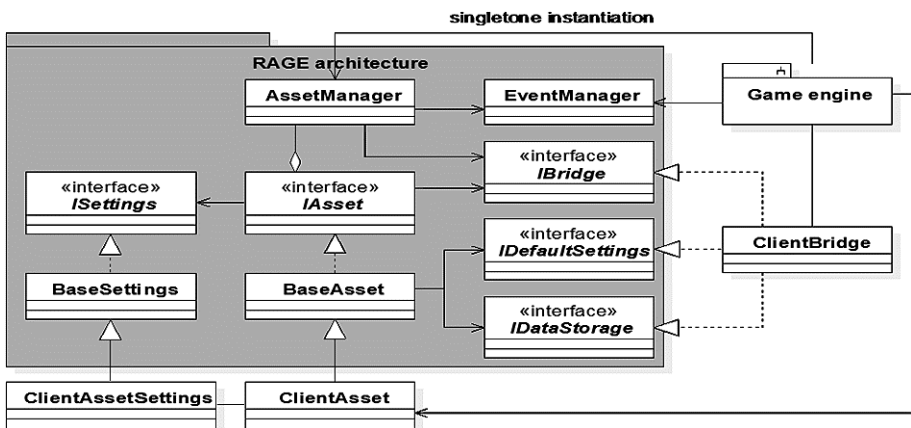 singletone instantiation
RAGE architecture
AssetManager
EventManager
Game engine
«interface»
IBridge
«interface»
ISettings
«interface»
IAsset
«interface»
IDefaultSettings
ClientBridge
BaseSettings
BaseAsset
«interface»
IDataStorage
ClientAssetSettings
ClientAsset